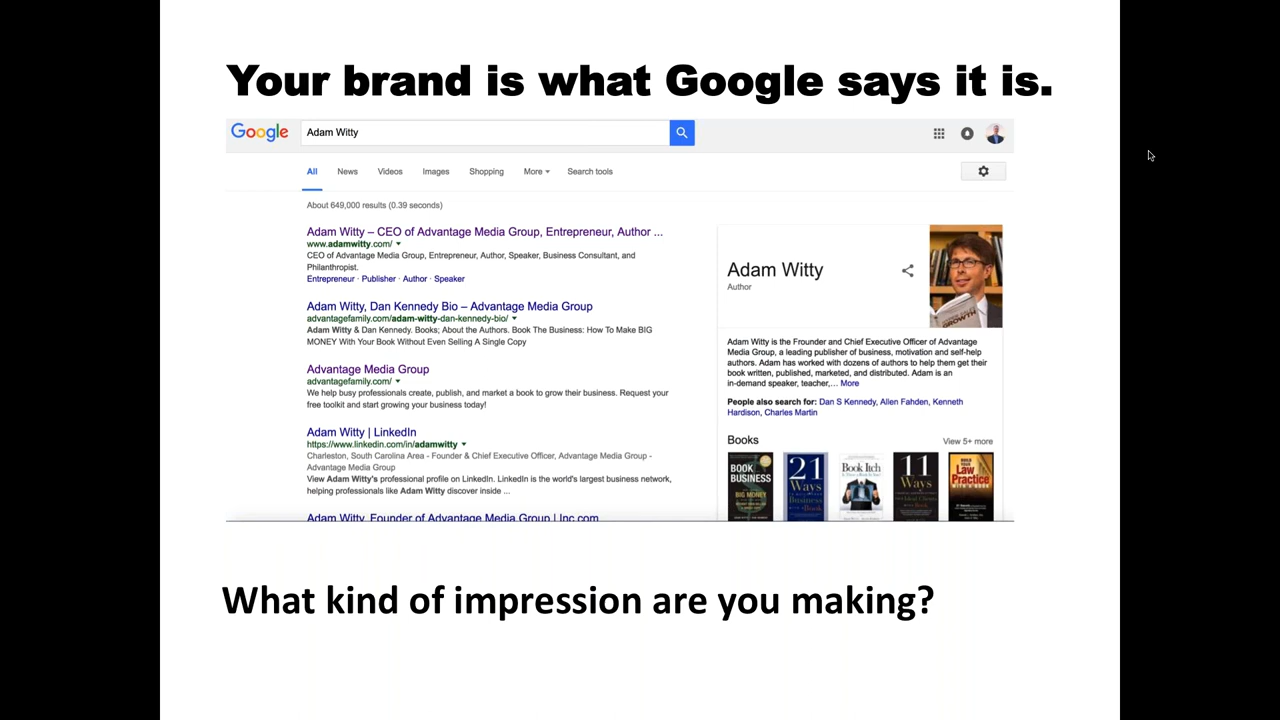 Your brand is what Google says it is.
Google
Adam Witty
All News Videos Images Shopping More Search tools
About 649,000 results (0.39 seconds)
Adam Witty – CEO of Advantage Media Group, Entrepreneur, Author ...
www.adamwitty.com/
CEO of Advantage Media Group, Entrepreneur, Author, Speaker, Business Consultant, and
Philanthropist.
Entrepreneur · Publisher · Author · Speaker
Adam Witty, Dan Kennedy Bio – Advantage Media Group
advantagefamily.com/adam-witty-dan-kennedy-bio/
Adam Witty & Dan Kennedy. Books; About the Authors. Book The Business: How To Make BIG
MONEY With Your Book Without Even Selling A Single Copy
Advantage Media Group
advantagefamily.com/
We help busy professionals create, publish, and market a book to grow their business. Request your
free toolkit and start growing your business today!
Adam Witty | LinkedIn
https://www.linkedin.com/in/adamwitty
Charleston, South Carolina Area - Founder & Chief Executive Officer, Advantage Media Group -
Advantage Media Group
View Adam Witty's professional profile on LinkedIn. LinkedIn is the world's largest business network,
helping professionals like Adam Witty discover inside ...
Adam Witty, Founder of Advantage Media Group | Inc.com
Adam Witty
Author
GROWTH
Adam Witty is the Founder and Chief Executive Officer of Advantage
Media Group, a leading publisher of business, motivation and self-help
authors. Adam has worked with dozens of authors to help them get their
book written, published, marketed, and distributed. Adam is an
in-demand speaker, teacher,... More
People also search for: Dan S Kennedy, Allen Fahden, Kenneth
Hardison, Charles Martin
Books
View 5+ more
BOOK
BUSINESS
BIG
MONEY
21
Ways
Business
with a Book
Book Itch
11
Ways
Law
Practice
What kind of impression are you making?